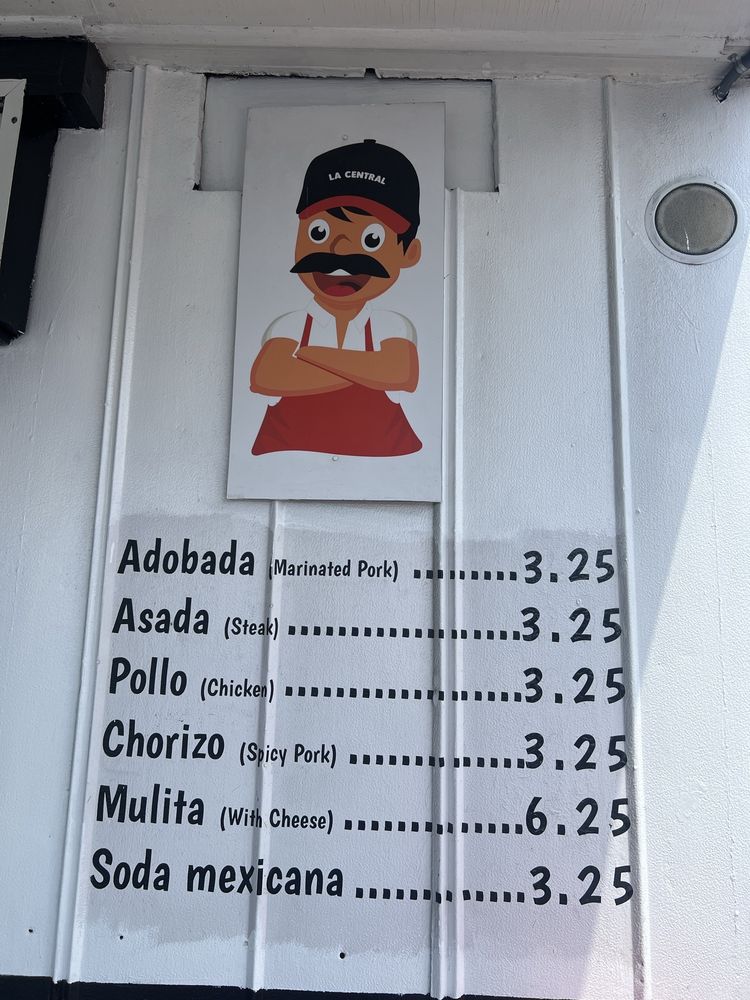 LA CENTRAL
Adobada (Marinated Pork) .........3.25
Asada (Steak)....................3.25
Pollo (Chicken) .....................3.25
Chorizo (Spicy Pork) ...............3.25
Mulita (With Cheese) ...............6.25
Soda mexicana ..............3.25